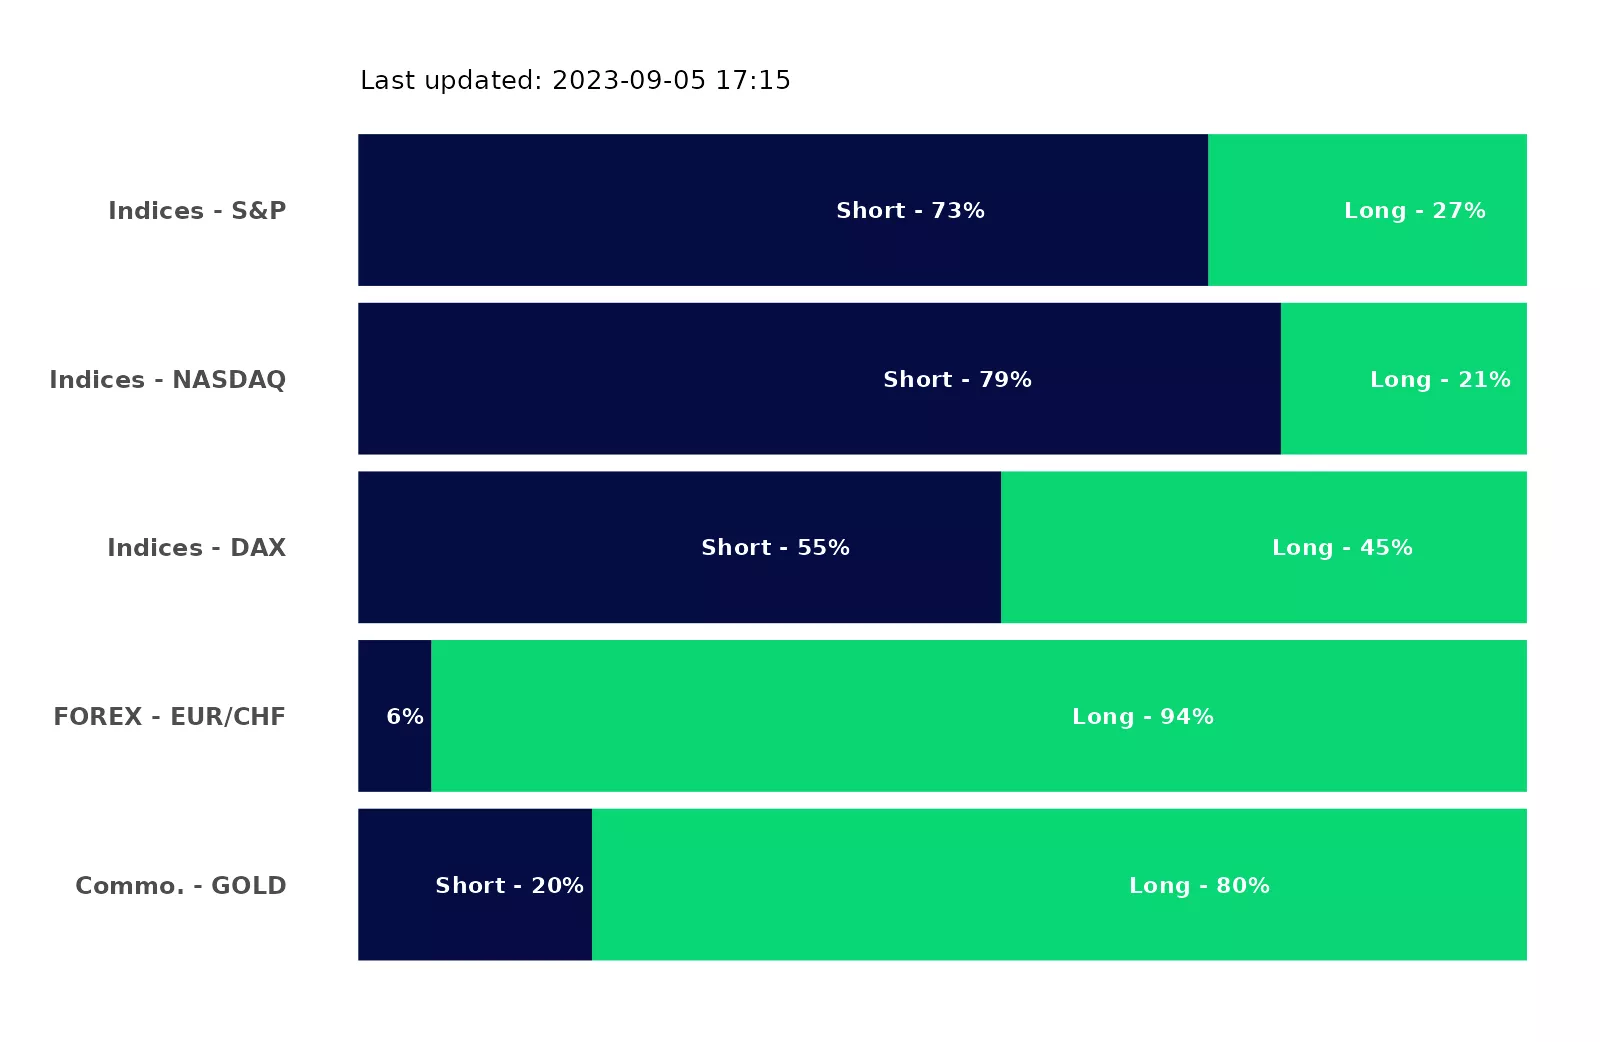 Last updated: 2023-09-05 17:15
Indices - S&P
Short - 73%
Long - 27%
Indices - NASDAQ
Short - 79%
Long - 21%
Indices - DAX
Short - 55%
Long - 45%
FOREX - EUR/CHF
6%
Long - 94%
Commo. - GOLD
Short - 20%
Long - 80%